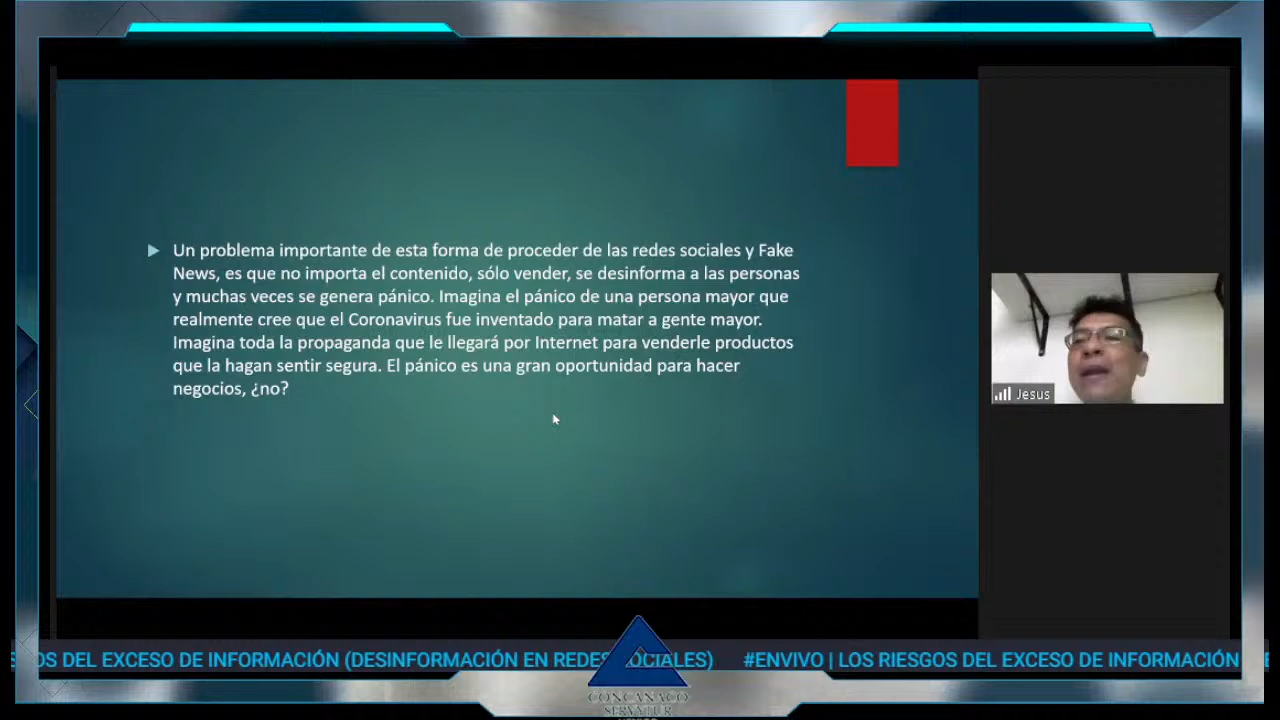 Un problema importante de esta forma de proceder de las redes sociales y Fake
News, es que no importa el contenido, sólo vender, se desinforma a las personas
y muchas veces se genera pánico. Imagina el pánico de una persona mayor que
realmente cree que el Coronavirus fue inventado para matar a gente mayor.
Imagina toda la propaganda que le llegará por Internet para venderle productos
que la hagan sentir segura. El pánico es una gran oportunidad para hacer
negocios, ¿no?
Jesus
OS DEL EXCESO DE INFORMACIÓN (DESINFORMACIÓN EN REDES SOCIALES) #ENVIVO | LOS RIESGOS DEL EXCESO DE INFORMACIÓN
CONCANACO
SERVYTUR